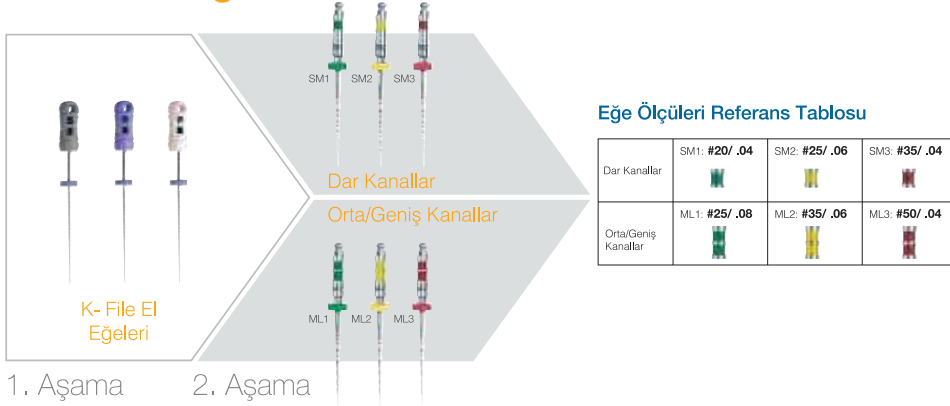 SM1
SM2
SM3
Dar Kanallar
Orta/Geniş Kanallar
ML1
ML2
ML3
K- File El
Eğeleri
1. Aşama
2. Aşama
Eğe Ölçüleri Referans Tablosu
Dar Kanallar
SM1: #20/ .04
SM2: #25/ .06
SM3: #35/ .04
Orta/Geniş
Kanallar
ML1: #25/ .08
ML2: #35/ .06
ML3: #50/ .04